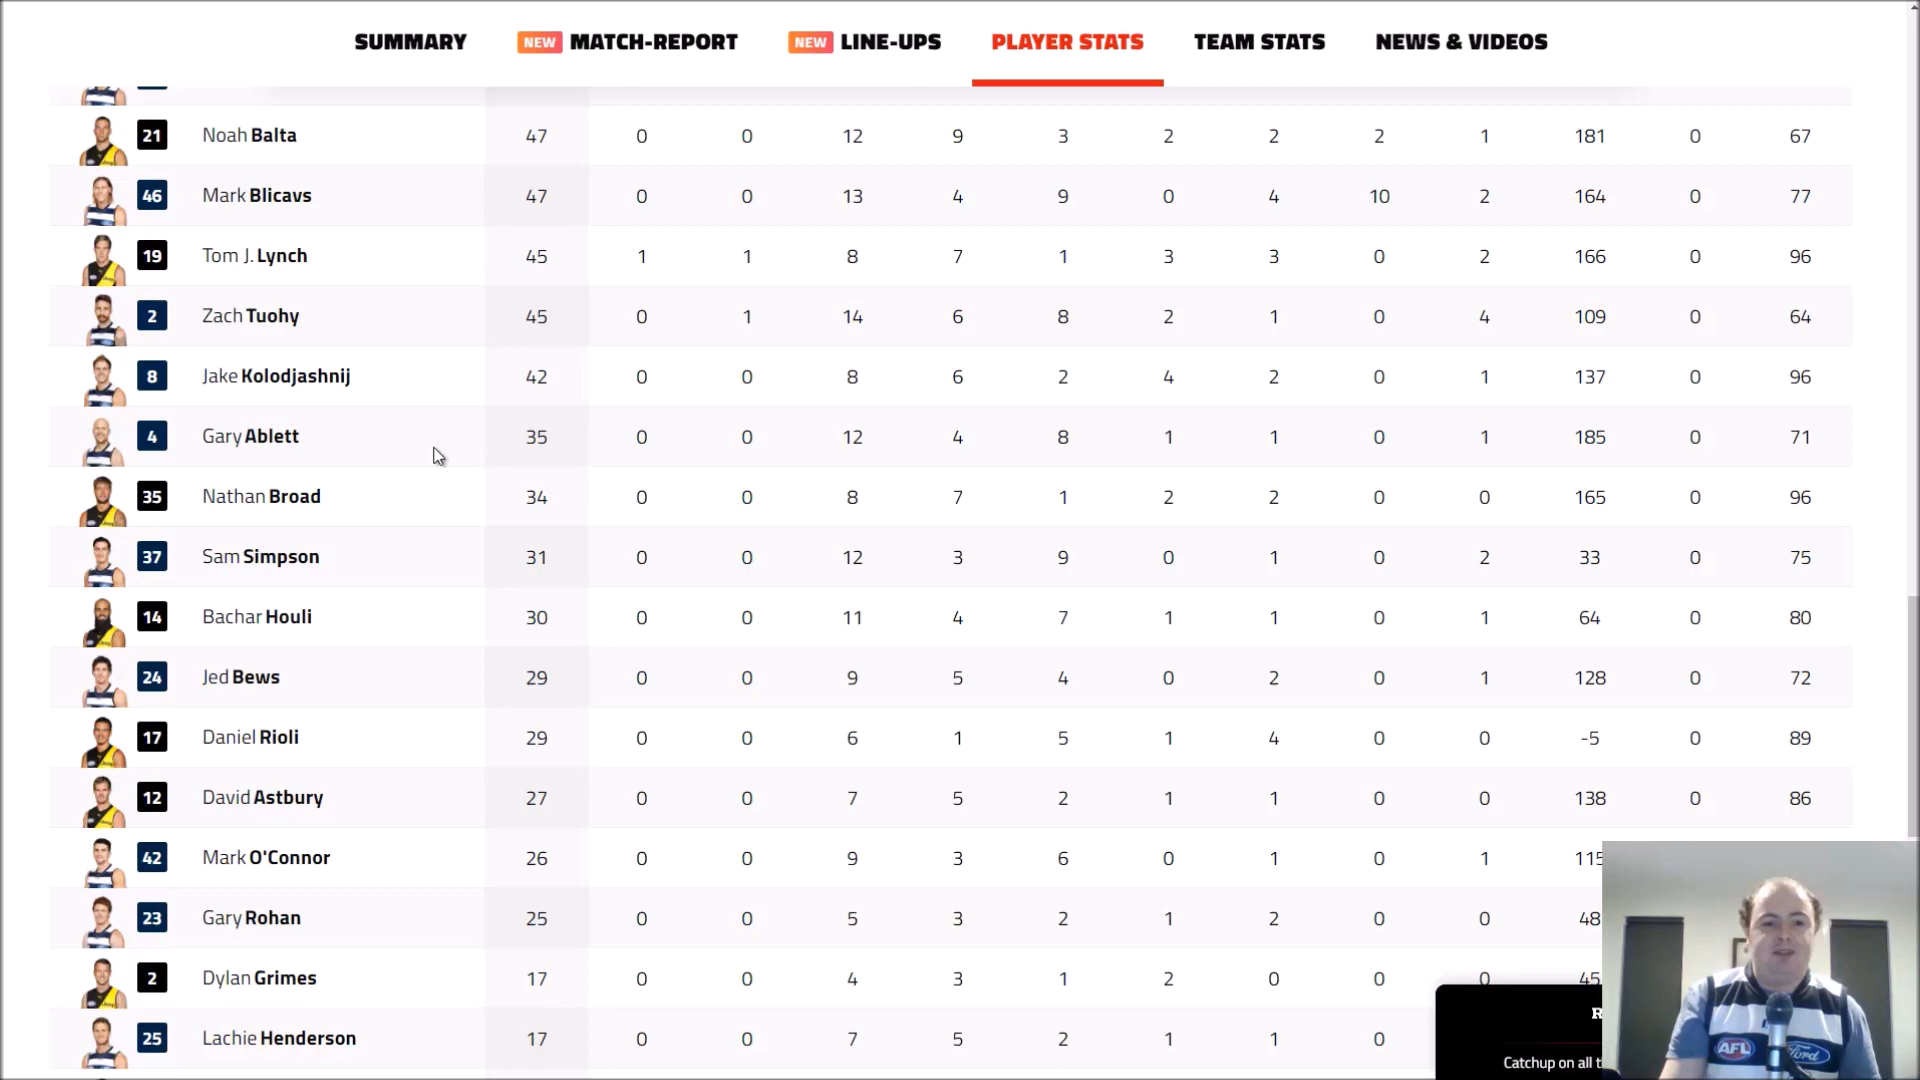 SUMMARY NEW MATCH-REPORT NEW LINE-UPS PLAYER STATS TEAM STATS NEWS & VIDEOS
21 Noah Balta 47 0 0 12 9 3 2 2 2 1 181 0 67
46 Mark Blicavs 47 0 0 13 4 9 0 4 10 2 164 0 77
19 Tom J. Lynch 45 1 1 8 7 1 3 3 0 2 166 0 96
2 Zach Tuohy 45 0 1 14 6 8 2 1 0 4 109 0 64
8 Jake Kolodjashnij 42 0 0 8 6 2 4 2 0 1 137 0 96
4 Gary Ablett 35 0 0 12 4 8 1 1 0 1 185 0 71
35 Nathan Broad 34 0 0 8 7 1 2 2 0 0 165 0 96
37 Sam Simpson 31 0 0 12 3 9 0 1 0 2 33 0 75
14 Bachar Houli 30 0 0 11 4 7 1 1 0 1 64 0 80
24 Jed Bews 29 0 0 9 5 4 0 2 0 1 128 0 72
17 Daniel Rioli 29 0 0 6 1 5 1 4 0 0 -5 0 89
12 David Astbury 27 0 0 7 5 2 1 1 0 0 138 0 86
42 Mark O'Connor 26 0 0 9 3 6 0 1 0 1 115
23 Gary Rohan 25 0 0 5 3 2 1 2 0 0 48
2 Dylan Grimes 17 0 0 4 3 1 2 0 0 0 45
25 Lachie Henderson 17 0 0 7 5 2 1 1 0
Catchup on all
AFL Ford